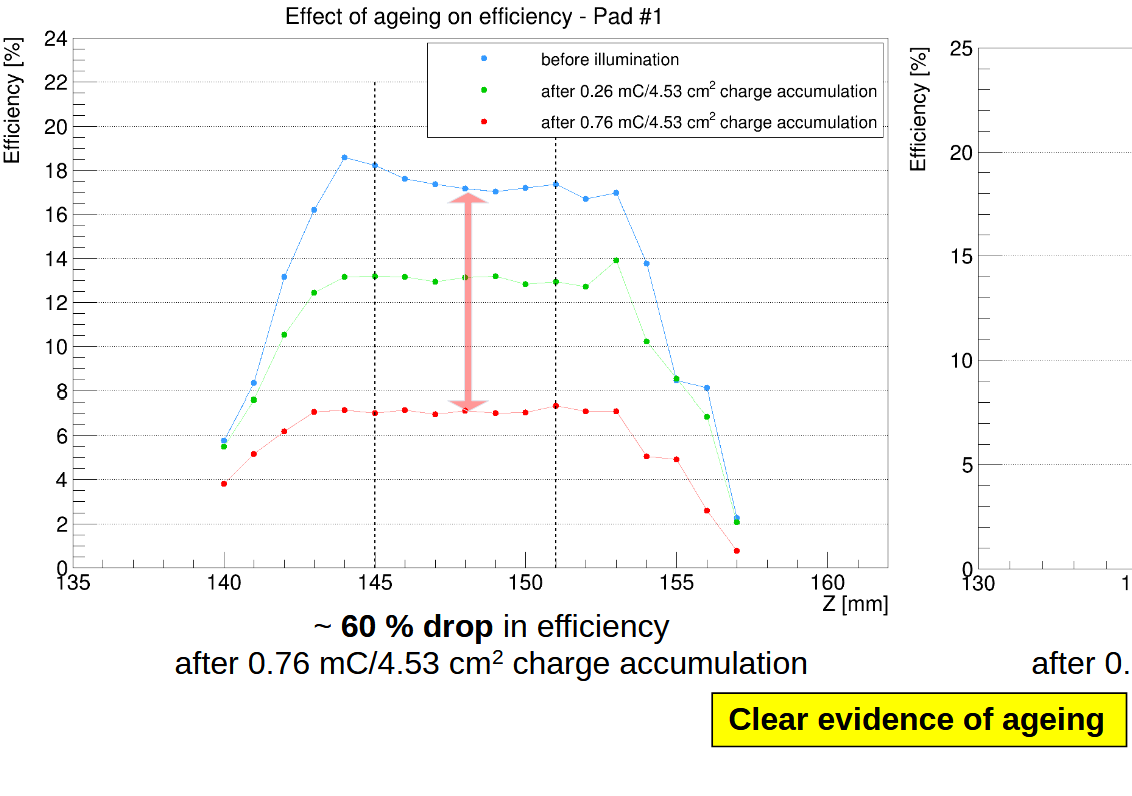 Effect of ageing on efficiency - Pad #1
Efficiency [%]
24
22
20
18
16
14
12
10
8
6
4
2
0
before illumination
after 0.26 mC/4.53 cm² charge accumulation
after 0.76 mC/4.53 cm² charge accumulation
135 140 145 150 155 160
Z [mm]
~ 60 % drop in efficiency
after 0.76 mC/4.53 cm² charge accumulation
Efficiency [%]
25
20
15
10
5
0
130 1
after 0.
Clear evidence of ageing